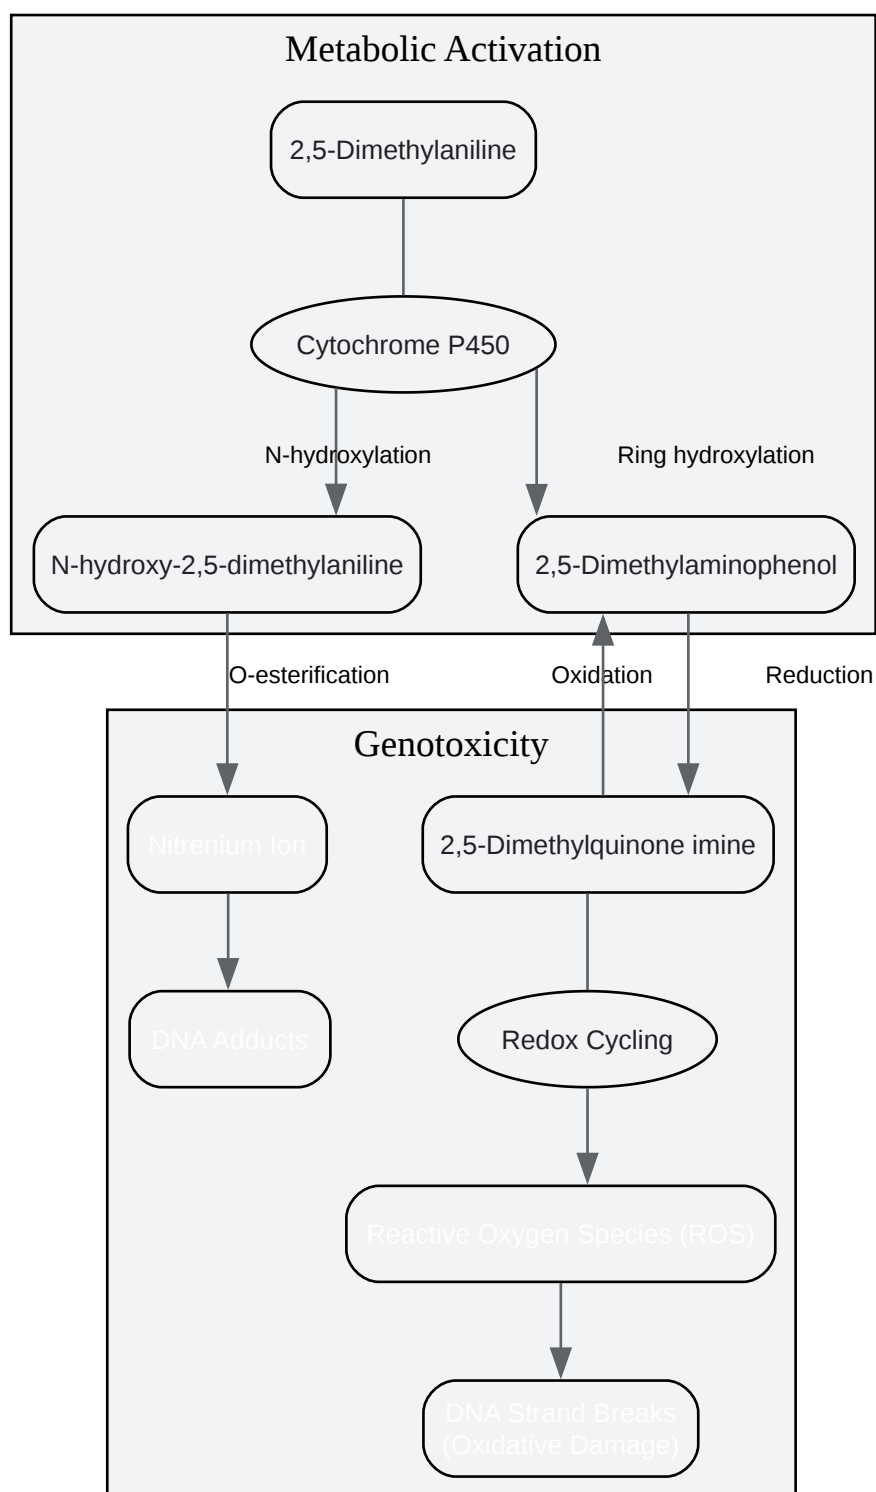 Metabolic Activation
2,5-Dimethylaniline
Cytochrome P450
N-hydroxylation
Ring hydroxylation
N-hydroxy-2,5-dimethylaniline
2,5-Dimethylaminophenol
O-esterification
Oxidation
Reduction
Genotoxicity
Nitrenium Ion
2,5-Dimethylquinone imine
DNA Adducts
Redox Cycling
Reactive Oxygen Species (ROS)
DNA Strand Breaks
(Oxidative Damage)